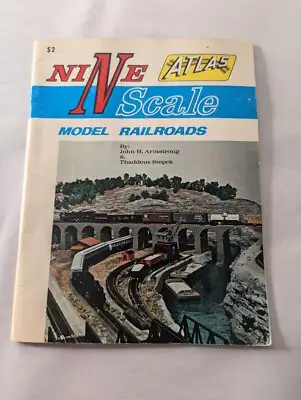 $2
NINE ATLAS
N Scale
MODEL RAILROADS
By:
John H. Armstrong
&
Thaddeus Stepek